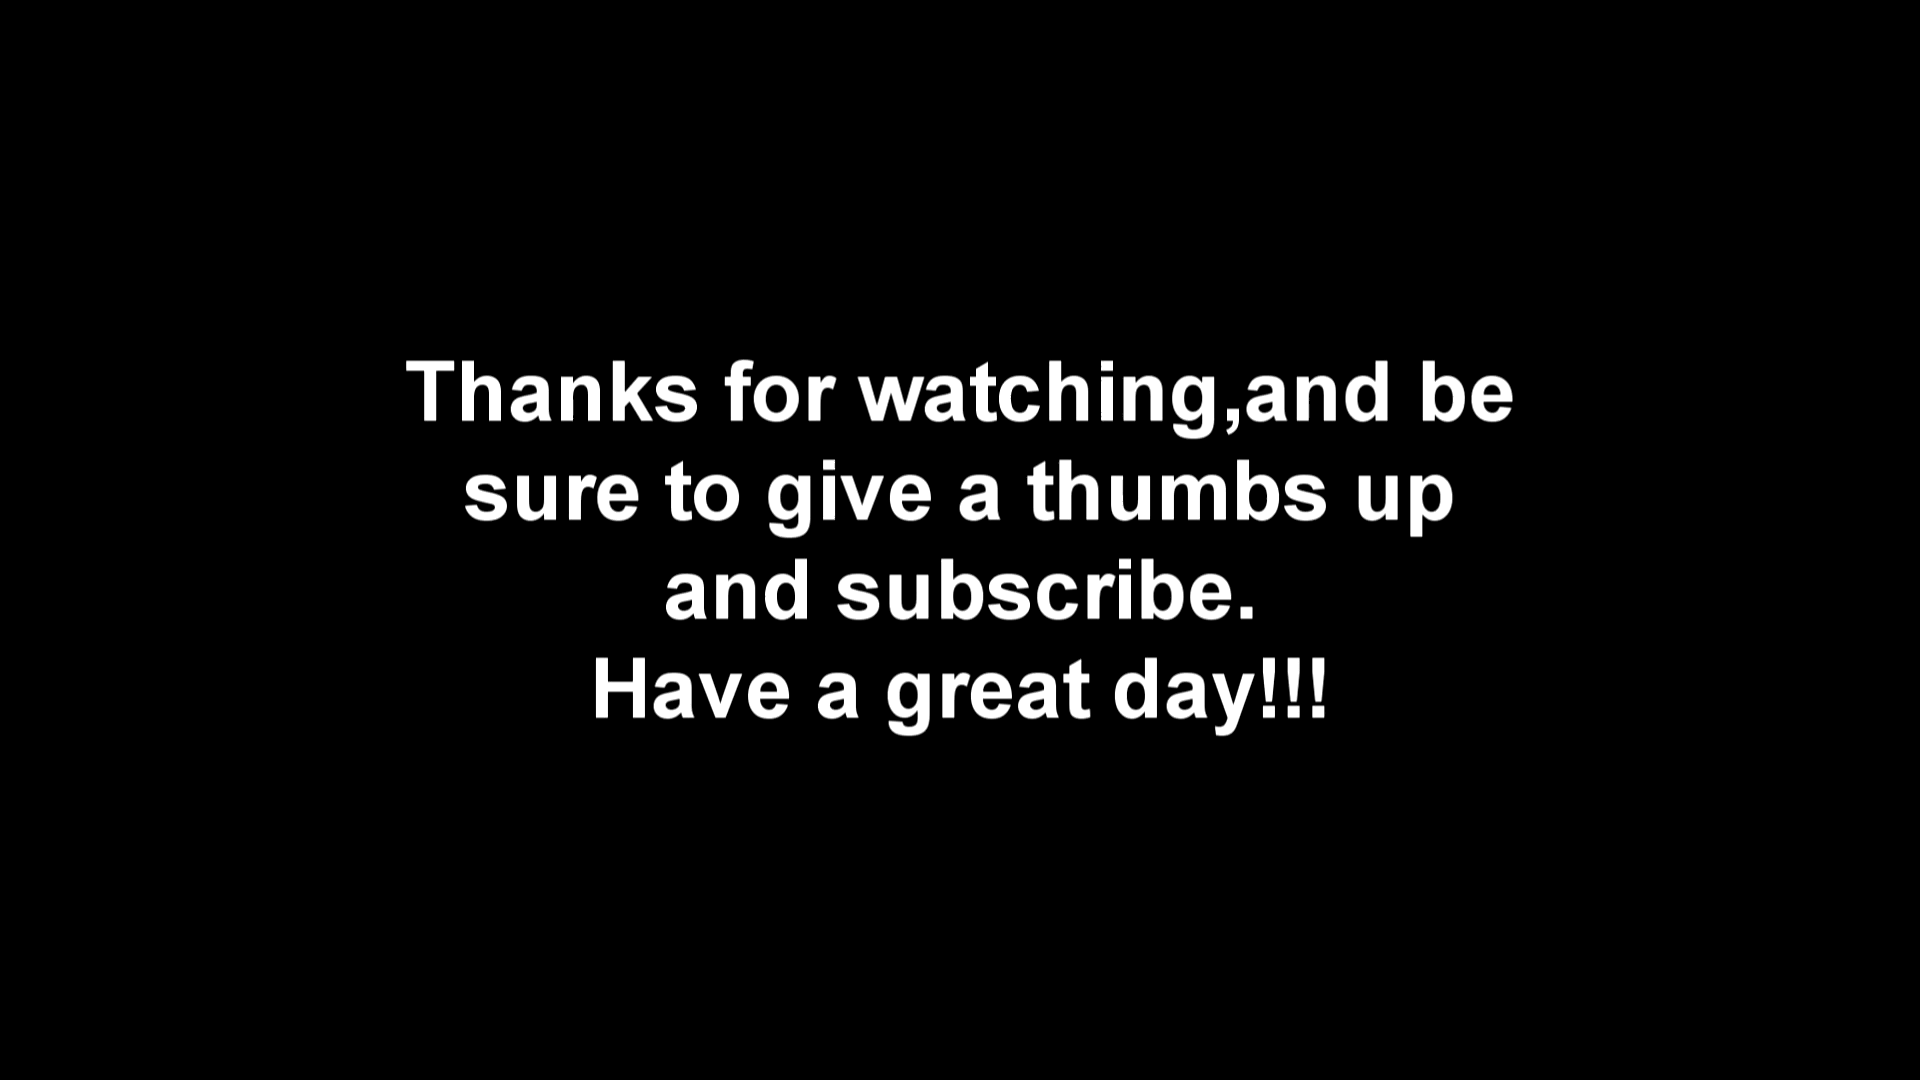 Thanks for watching,and be
sure to give a thumbs up
and subscribe.
Have a great day!!!